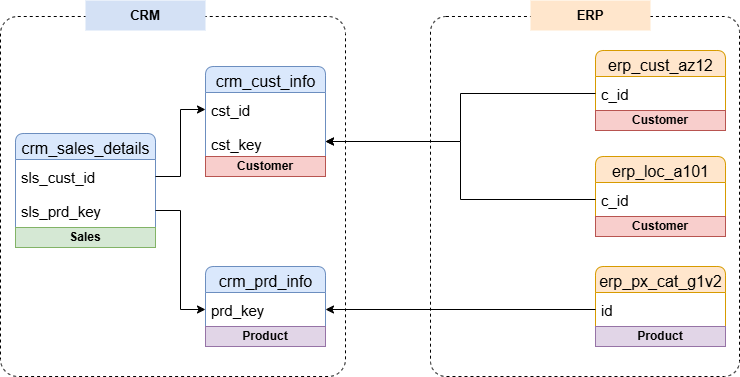 CRM
ERP
crm_sales_details
sls_cust_id
sls_prd_key
Sales
crm_cust_info
cst_id
cst_key
Customer
crm_prd_info
prd_key
Product
erp_cust_az12
c_id
Customer
erp_loc_a101
c_id
Customer
erp_px_cat_g1v2
id
Product